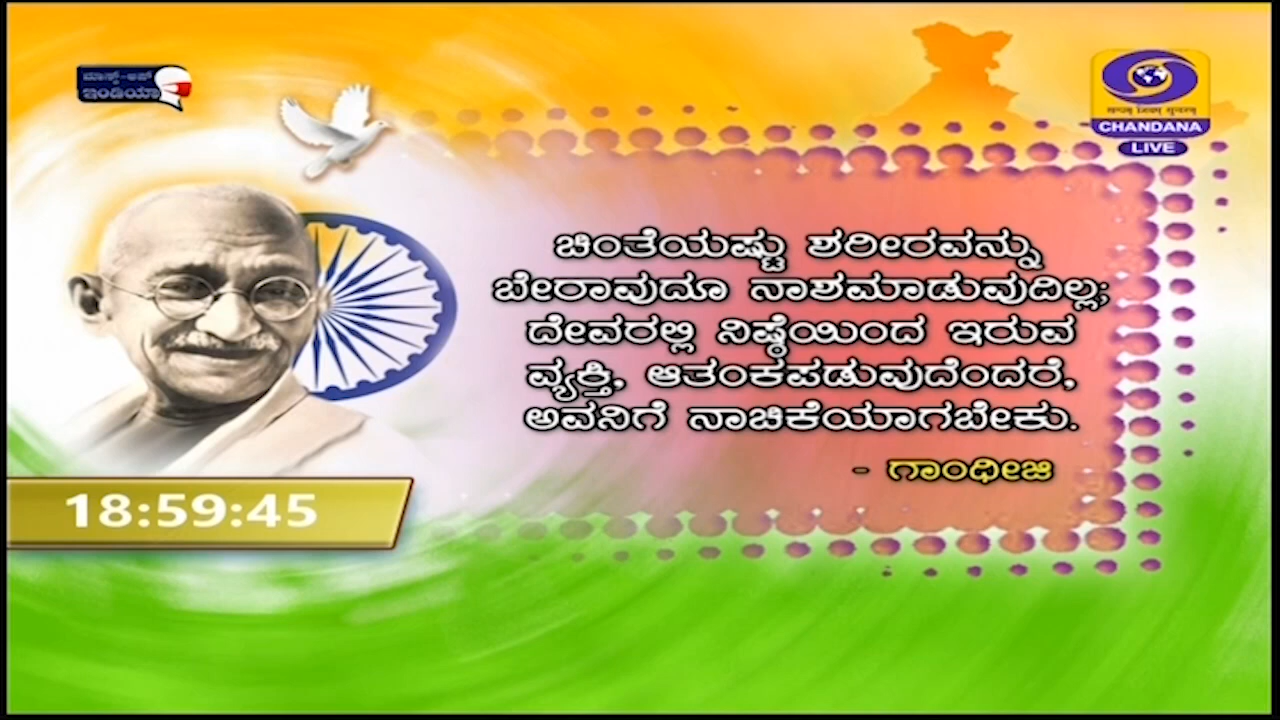 ಮಾಸ್ಕ್-ಅಪ್
ಇಂಡಿಯಾ
CHANDANA
LIVE
ಚಿಂತೆಯಷ್ಟು ಶರೀರವನ್ನು
ಬೇರಾವುದೂ ನಾಶಮಾಡುವುದಿಲ್ಲ;
ದೇವರಲ್ಲಿ ನಿಷ್ಠೆಯಿಂದ ಇರುವ
ವ್ಯಕ್ತಿ, ಆತಂಕಪಡುವುದೆಂದರೆ,
ಅವನಿಗೆ ನಾಚಿಕೆಯಾಗಬೇಕು.
- ಗಾಂಧೀಜಿ
18:59:45